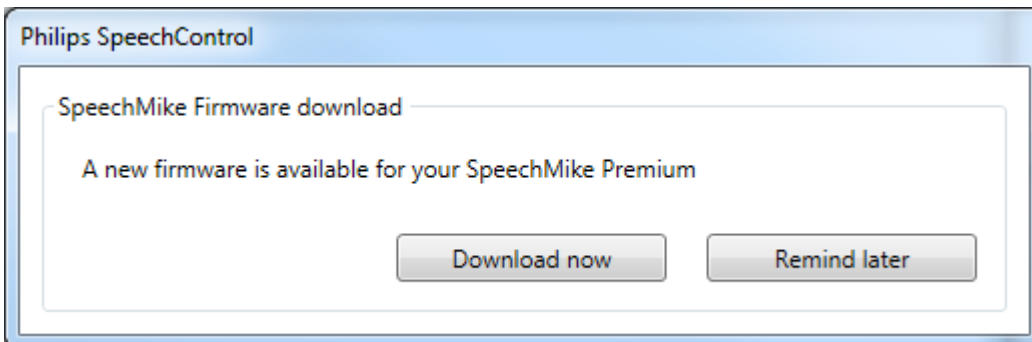 Philips SpeechControl
SpeechMike Firmware download
A new firmware is available for your SpeechMike Premium
Download now
Remind later